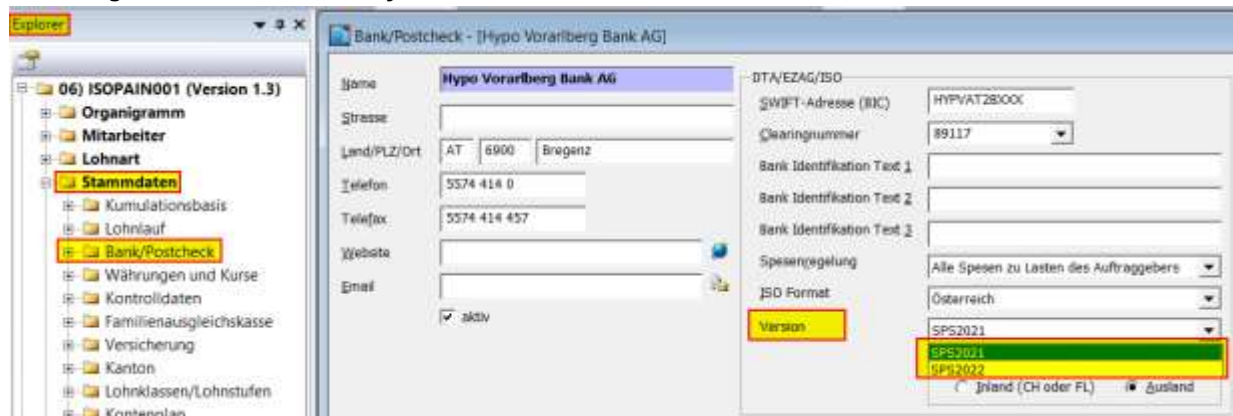 Explorer
06) ISOPAIN001 (Version 1.3)
Organigramm
Mitarbeiter
Lohnart
Stammdaten
Kumulationsbasis
Lohnlauf
Bank/Postcheck
Währungen und Kurse
Kontrolldaten
Familienausgleichskasse
Versicherung
Kanton
Lohnklassen/Lohnstufen
Kontenplan
Bank/Postcheck - [Hypo Vorarlberg Bank AG]
Name Hypo Vorarlberg Bank AG
Strasse
Land/PLZ/Ort AT 6900 Bregenz
Telefon 5574 414 0
Telefax 5574 414 457
Website
Email
aktiv
DTA/EZAG/ISO
SWIFT-Adresse (BIC) HYPVAT2BXXX
Clearingnummer 89117
Bank Identifikation Text 1
Bank Identifikation Text 2
Bank Identifikation Text 3
Spesenregelung Alle Spesen zu Lasten des Auftraggebers
ISO Format Österreich
Version SPS2021
SPS2021
SPS2022
Inland (CH oder FL) Ausland